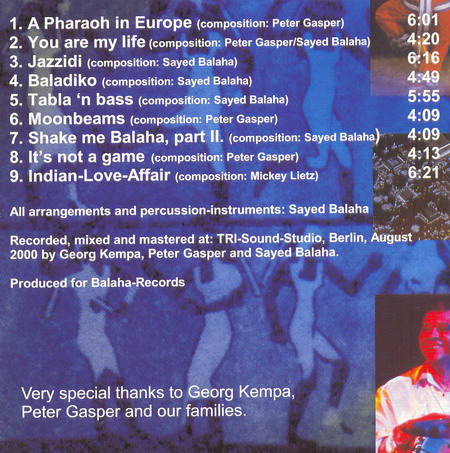 1. A Pharaoh in Europe (composition: Peter Gasper) 6:01
2. You are my life (composition: Peter Gasper/Sayed Balaha) 4:20
3. Jazzidi (composition: Sayed Balaha) 6:16
4. Baladiko (composition: Sayed Balaha) 4:49
5. Tabla ‘n bass (composition: Sayed Balaha) 5:55
6. Moonbeams (composition: Peter Gasper) 4:09
7. Shake me Balaha, part II. (composition: Sayed Balaha) 4:09
8. It's not a game (composition: Peter Gasper) 4:13
9. Indian-Love-Affair (composition: Mickey Lietz) 6:21
All arrangements and percussion-instruments: Sayed Balaha
Recorded, mixed and mastered at: TRI-Sound-Studio, Berlin, August
2000 by Georg Kempa, Peter Gasper and Sayed Balaha.
Produced for Balaha-Records
Very special thanks to Georg Kempa,
Peter Gasper and our families.